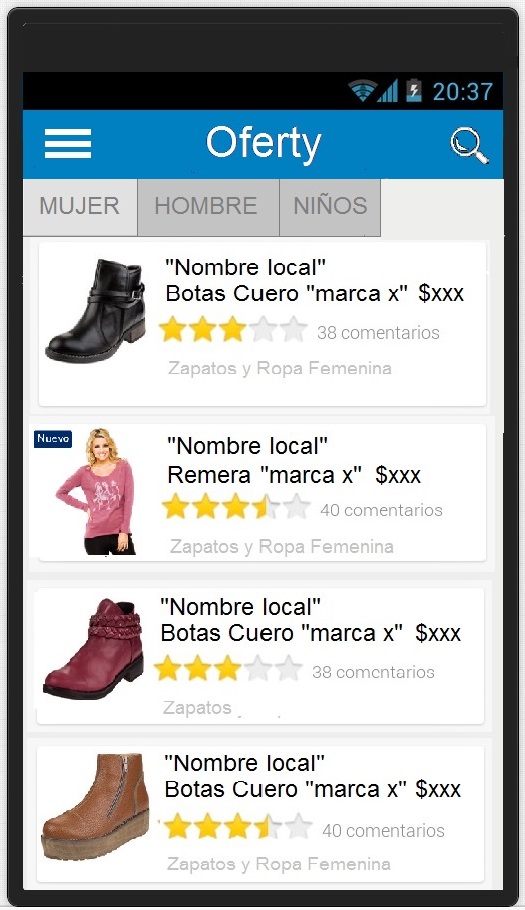 20:37
Oferty
MUJER HOMBRE NIÑOS
"Nombre local"
Botas Cuero "marca x" $xxx
38 comentarios
Zapatos y Ropa Femenina
Nuevo
"Nombre local"
Remera "marca x" $xxx
40 comentarios
Zapatos y Ropa Femenina
"Nombre local"
Botas Cuero "marca x" $xxx
38 comentarios
Zapatos
"Nombre local"
Botas Cuero "marca x" $xxx
40 comentarios
Zapatos y Ropa Femenina